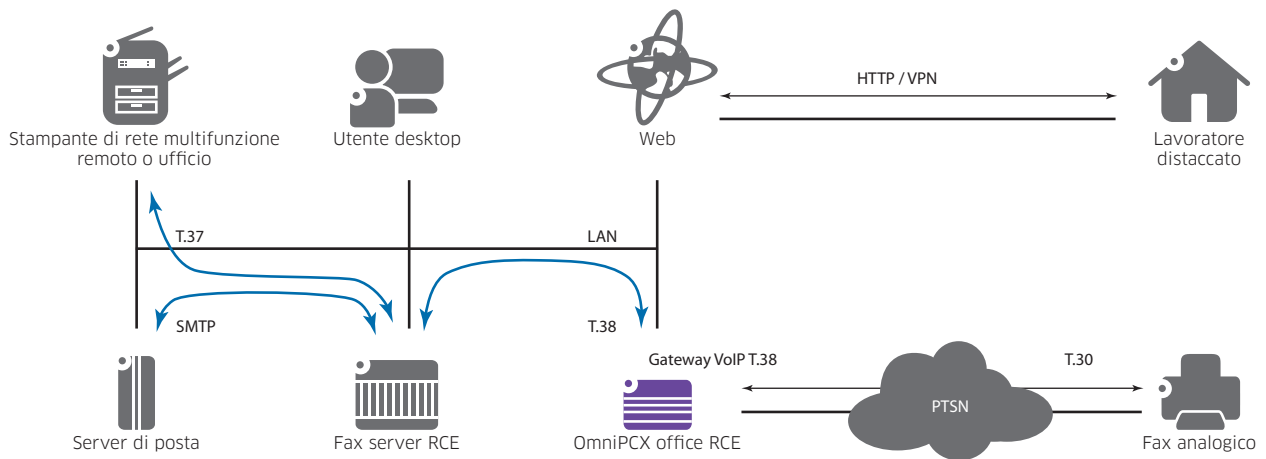 HTTP / VPN
Stampante di rete multifunzione
remoto o ufficio
Utente desktop
Web
Lavoratore
distaccato
T.37
LAN
SMTP
T.38
Gateway VoIP T.38
T.30
PTSN
Server di posta
Fax server RCE
OmniPCX office RCE
Fax analogico